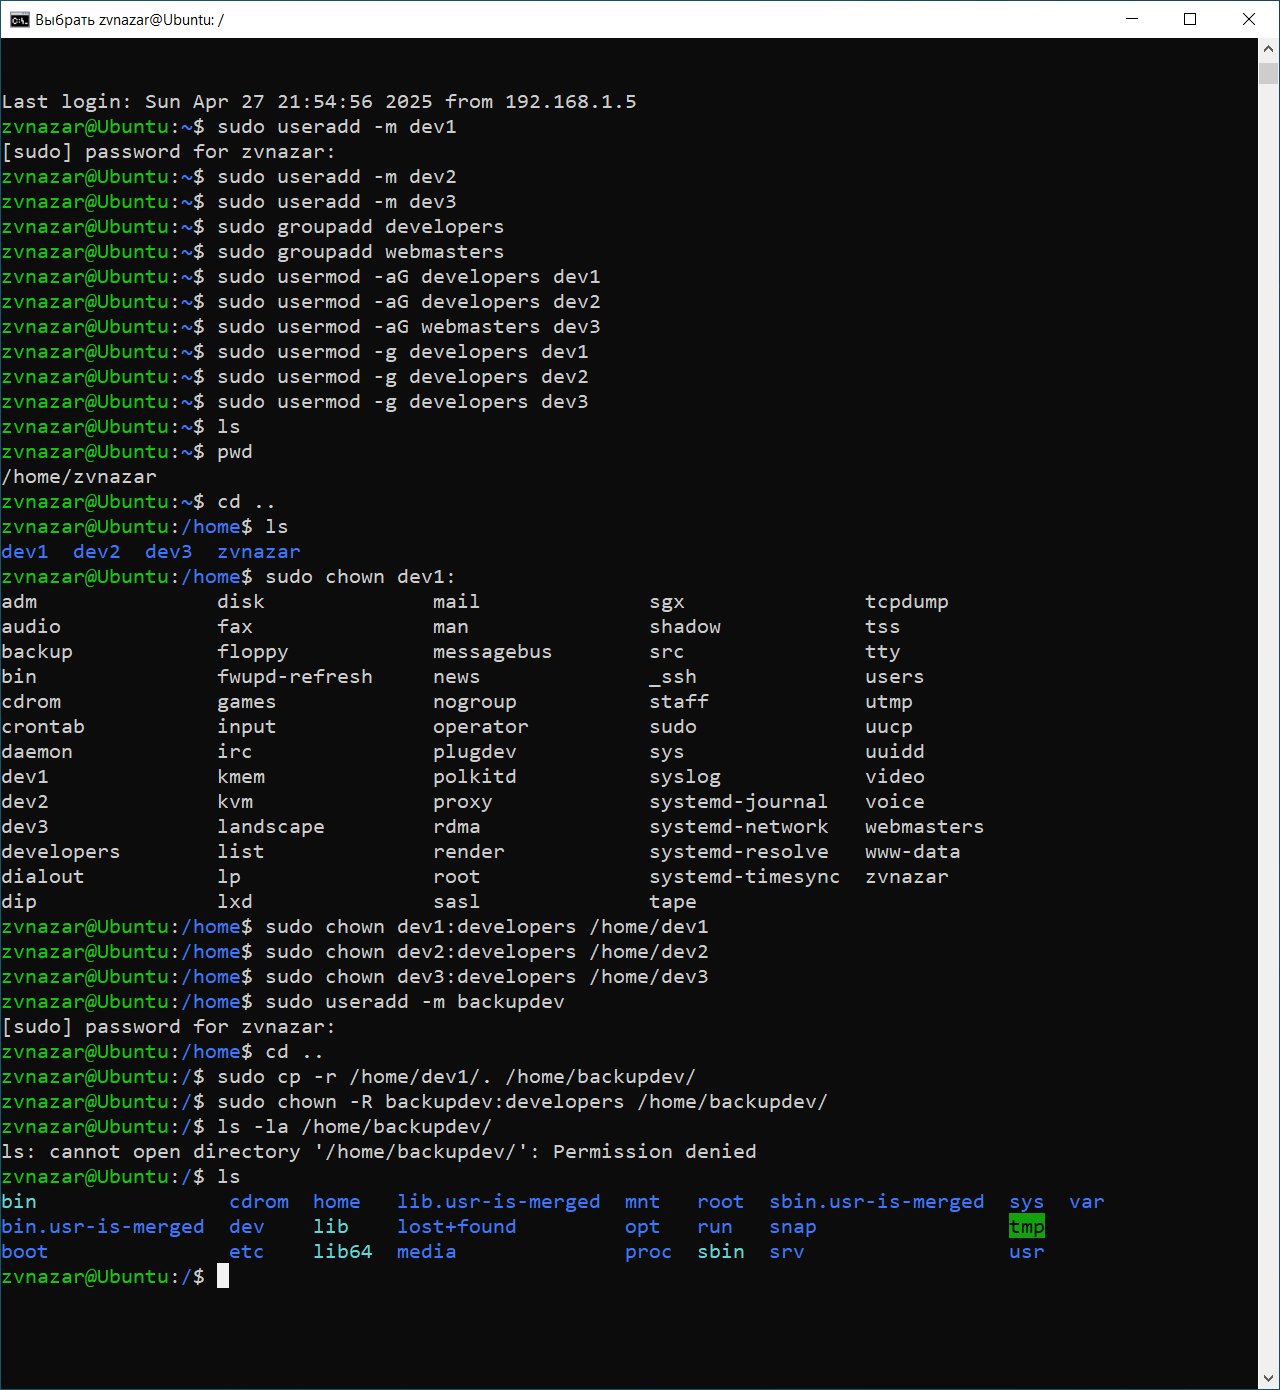 Выбрать zvnazar@Ubuntu: /
Last login: Sun Apr 27 21:54:56 2025 from 192.168.1.5
zvnazar@Ubuntu:~$ sudo useradd -m dev1
[sudo] password for zvnazar:
zvnazar@Ubuntu:~$ sudo useradd -m dev2
zvnazar@Ubuntu:~$ sudo useradd -m dev3
zvnazar@Ubuntu:~$ sudo groupadd developers
zvnazar@Ubuntu:~$ sudo groupadd webmasters
zvnazar@Ubuntu:~$ sudo usermod -aG developers dev1
zvnazar@Ubuntu:~$ sudo usermod -aG developers dev2
zvnazar@Ubuntu:~$ sudo usermod -aG webmasters dev3
zvnazar@Ubuntu:~$ sudo usermod -g developers dev1
zvnazar@Ubuntu:~$ sudo usermod -g developers dev2
zvnazar@Ubuntu:~$ sudo usermod -g developers dev3
zvnazar@Ubuntu:~$ ls
zvnazar@Ubuntu:~$ pwd
/home/zvnazar
zvnazar@Ubuntu:~$ cd ..
zvnazar@Ubuntu:/home$ ls
dev1  dev2  dev3  zvnazar
zvnazar@Ubuntu:/home$ sudo chown dev1:
adm               disk              mail              sgx               tcpdump
audio             fax               man               shadow            tss
backup            floppy            messagebus        src               tty
bin               fwupd-refresh     news              _ssh              users
cdrom             games             nogroup           staff             utmp
crontab           input             operator          sudo              uucp
daemon            irc               plugdev           sys               uuidd
dev1              kmem              polkitd           syslog            video
dev2              kvm               proxy             systemd-journal   voice
dev3              landscape         rdma              systemd-network   webmasters
developers        list              render            systemd-resolve   www-data
dialout           lp                root              systemd-timesync  zvnazar
dip               lxd               sasl              tape
zvnazar@Ubuntu:/home$ sudo chown dev1:developers /home/dev1
zvnazar@Ubuntu:/home$ sudo chown dev2:developers /home/dev2
zvnazar@Ubuntu:/home$ sudo chown dev3:developers /home/dev3
zvnazar@Ubuntu:/home$ sudo useradd -m backupdev
[sudo] password for zvnazar:
zvnazar@Ubuntu:/home$ cd ..
zvnazar@Ubuntu:/$ sudo cp -r /home/dev1/. /home/backupdev/
zvnazar@Ubuntu:/$ sudo chown -R backupdev:developers /home/backupdev/
zvnazar@Ubuntu:/$ ls -la /home/backupdev/
ls: cannot open directory '/home/backupdev/': Permission denied
zvnazar@Ubuntu:/$ ls
bin                cdrom  home   lib.usr-is-merged  mnt   root  sbin.usr-is-merged  sys  var
bin.usr-is-merged  dev    lib    lost+found         opt   run   snap                tmp
boot               etc    lib64  media              proc  sbin  srv                 usr
zvnazar@Ubuntu:/$